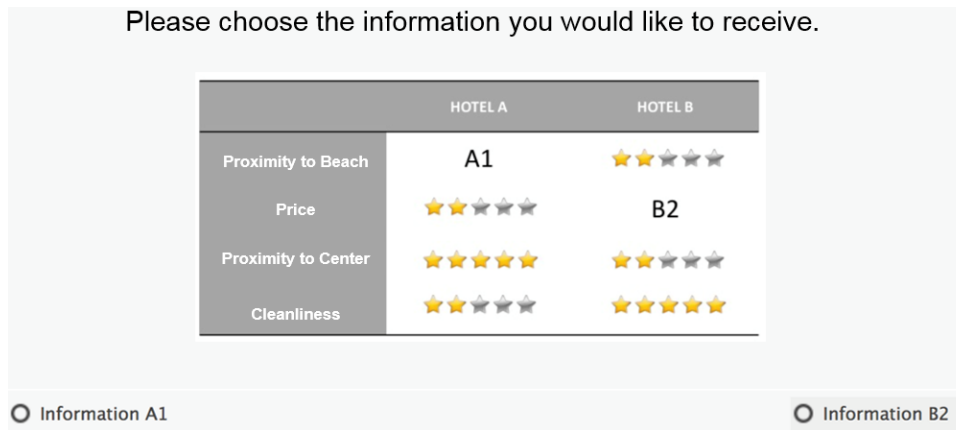 Please choose the information you would like to receive.
HOTEL A HOTEL B
Proximity to Beach A1
Price B2
Proximity to Center
Cleanliness
Information A1 Information B2